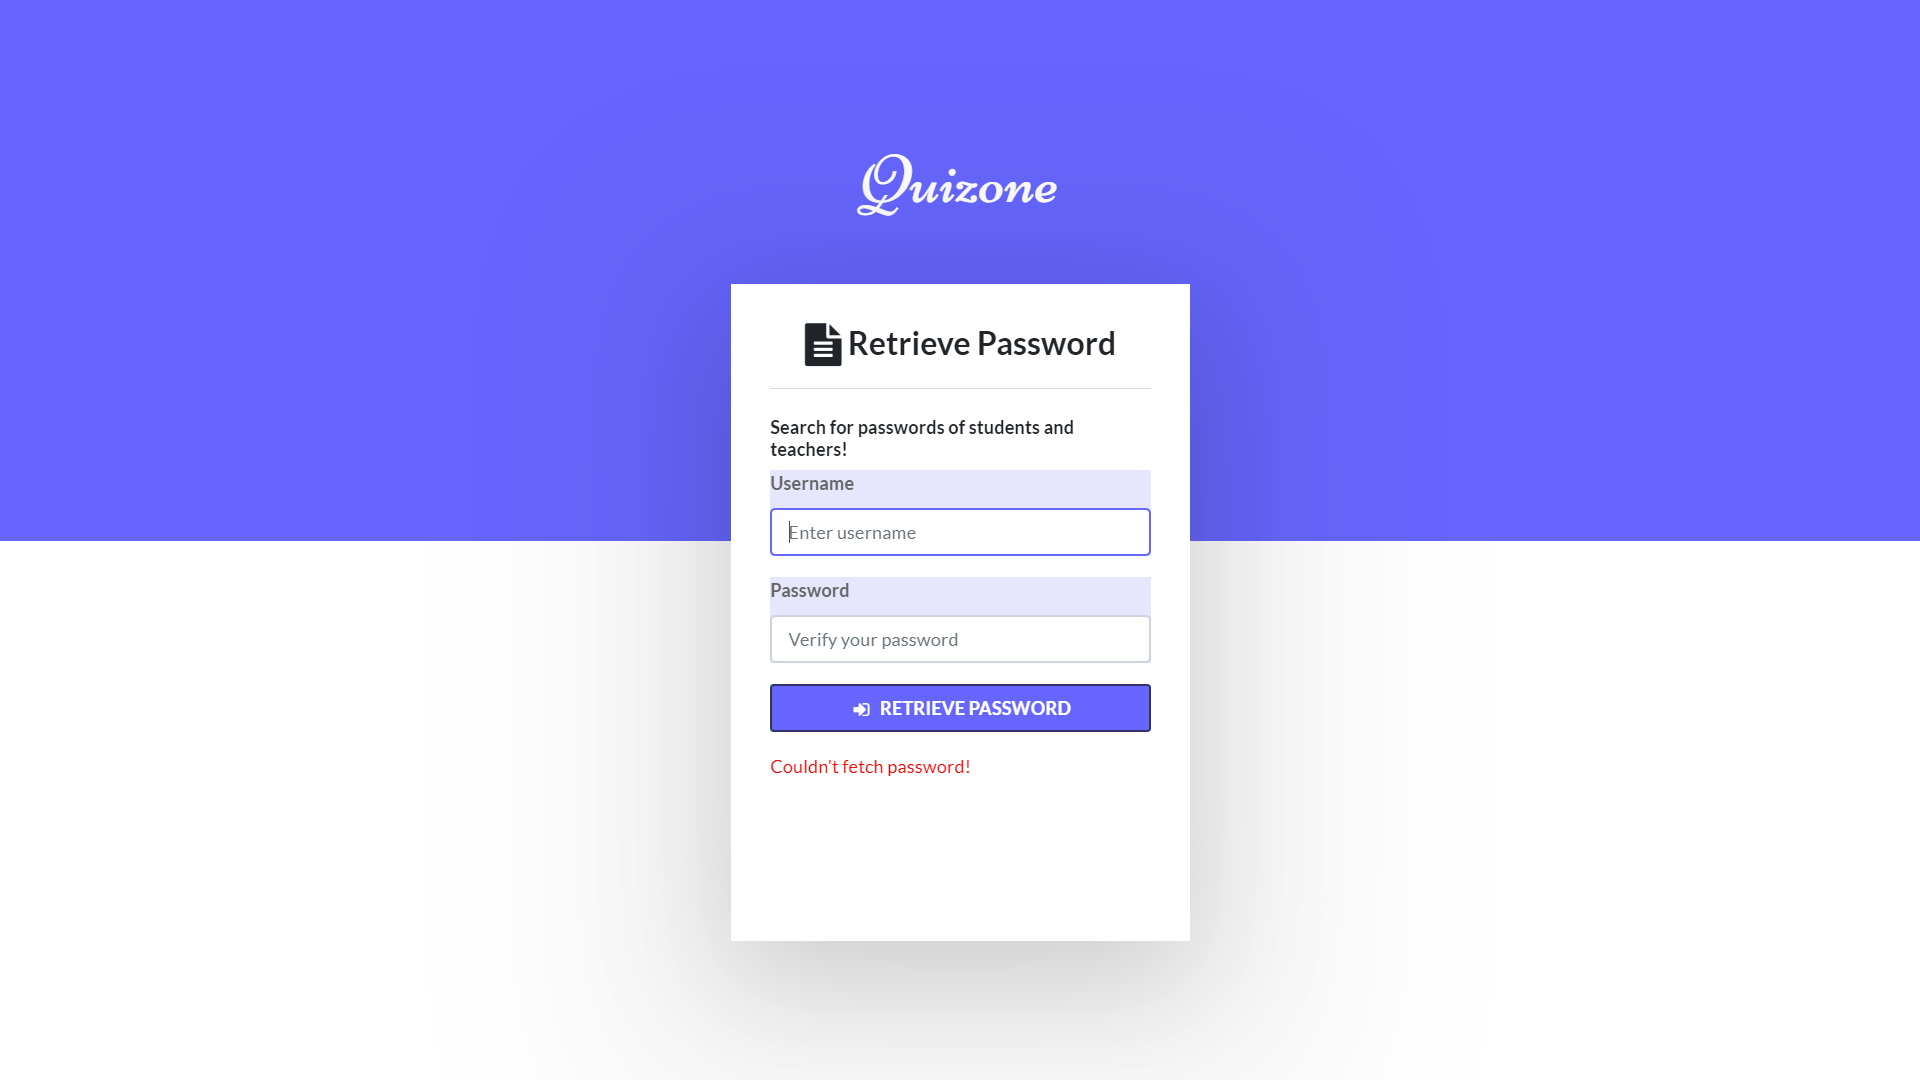 Quizone
Retrieve Password
Search for passwords of students and
teachers!
Username
Enter username
Password
Verify your password
RETRIEVE PASSWORD
Couldn't fetch password!